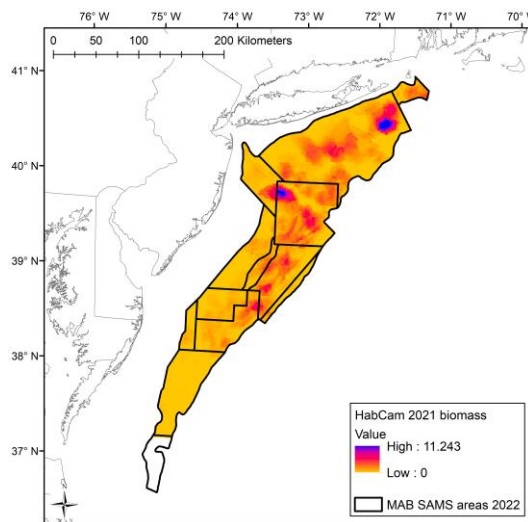 76° W 75° W 74° W 73° W 72° W 71° W 70° W
0 50 100 200 Kilometers
41° N
40° N
39° N
38° N
37° N
HabCam 2021 biomass
Value
High : 11.243
Low : 0
MAB SAMS areas 2022